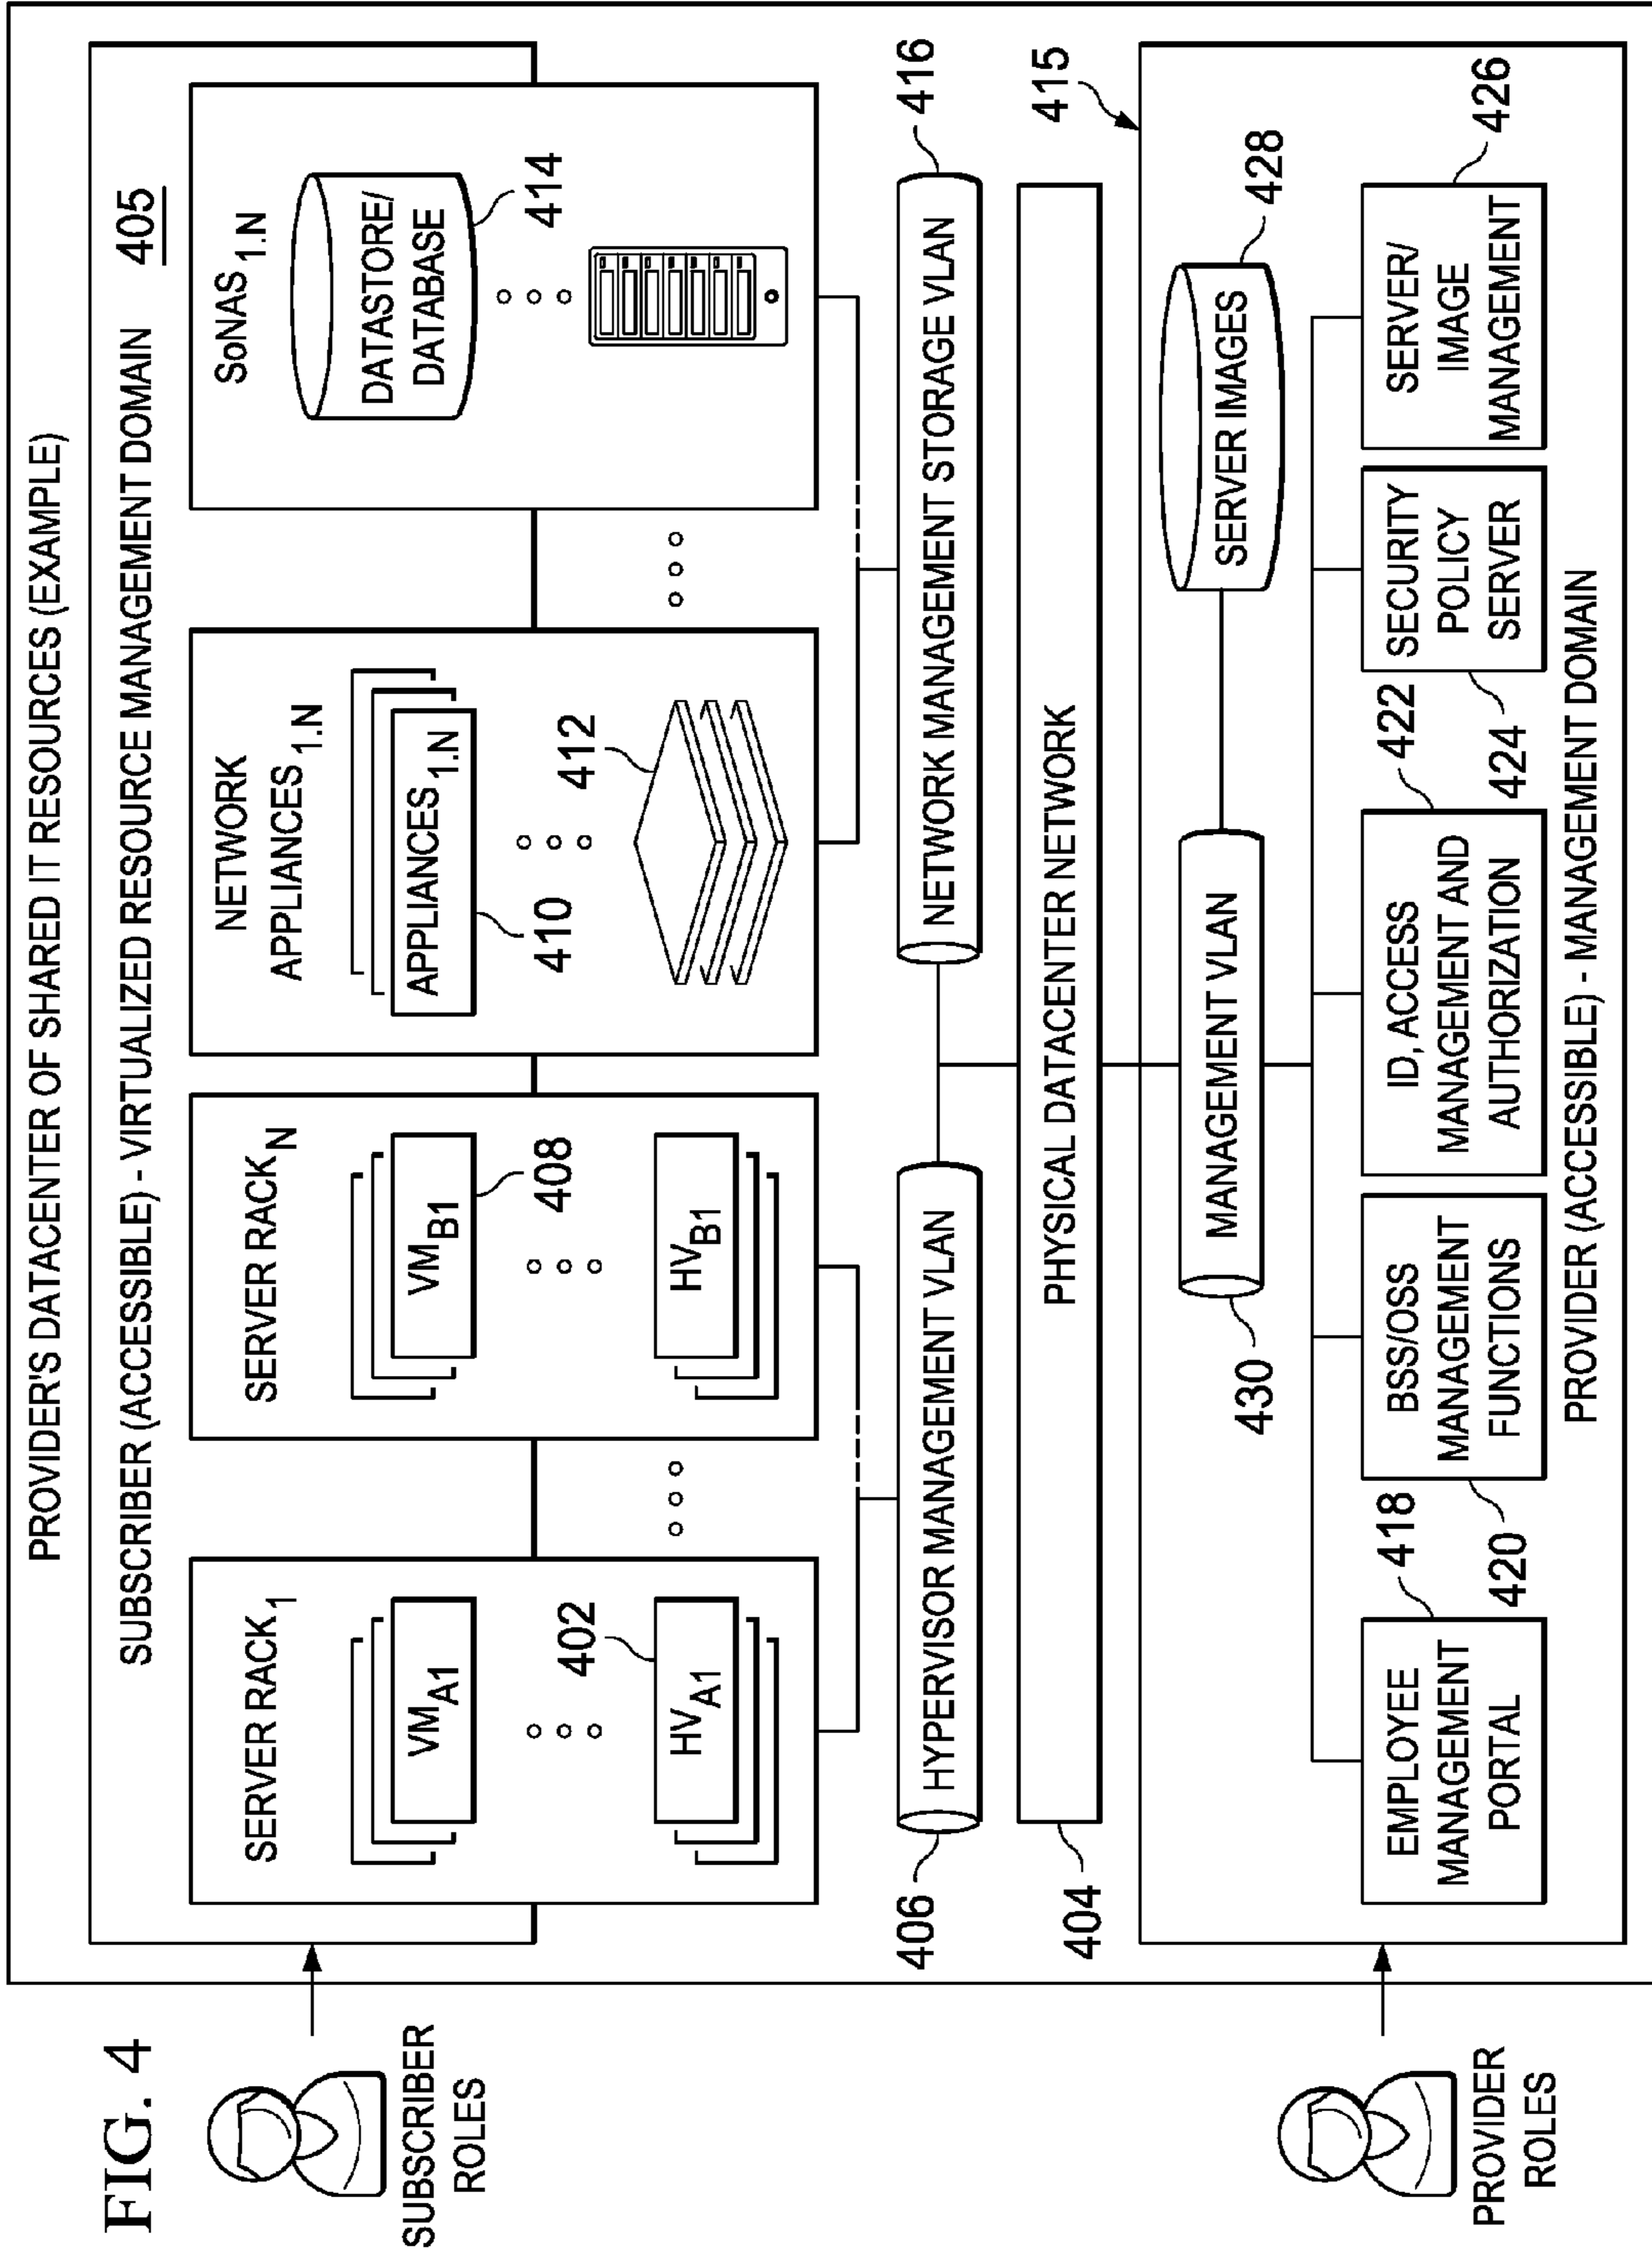 FIG. 4
PROVIDER'S DATACENTER OF SHARED IT RESOURCES (EXAMPLE)
SUBSCRIBER (ACCESSIBLE) - VIRTUALIZED RESOURCE MANAGEMENT DOMAIN 405
SUBSCRIBER
ROLES
SERVER RACK1
VMA1
402
HVA1
SERVER RACKN
VMB1
408
HVB1
NETWORK
APPLIANCES1.N
APPLIANCES1.N
410
412
SoNAS1.N
DATASTORE/
DATABASE
414
406
HYPERVISOR MANAGEMENT VLAN
NETWORK MANAGEMENT STORAGE VLAN
416
404
PHYSICAL DATACENTER NETWORK
415
430
MANAGEMENT VLAN
SERVER IMAGES
428
PROVIDER
ROLES
418
EMPLOYEE
MANAGEMENT
PORTAL
420
BSS/OSS
MANAGEMENT
FUNCTIONS
422
ID, ACCESS
MANAGEMENT AND
AUTHORIZATION
424
SECURITY
POLICY
SERVER
426
SERVER/
IMAGE
MANAGEMENT
PROVIDER (ACCESSIBLE) - MANAGEMENT DOMAIN